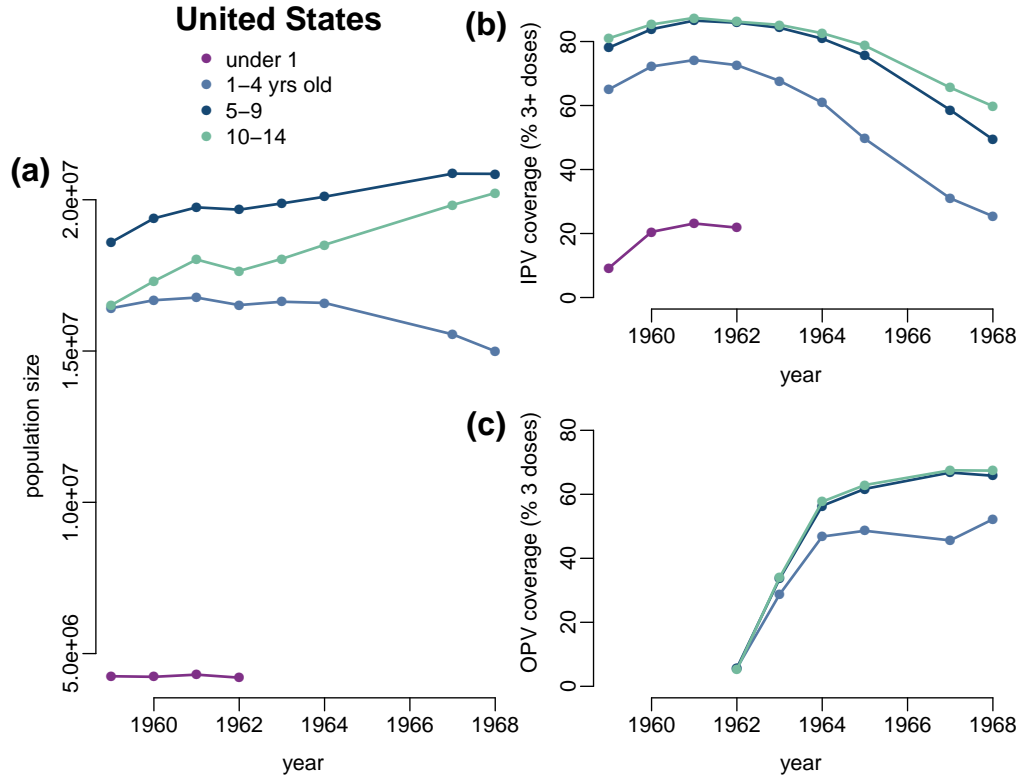 United States
under 1
1−4 yrs old
5−9
10−14
(a)
population size
5.0e+06
1.0e+07
1.5e+07
2.0e+07
1960
1962
1964
1966
1968
year
(b)
IPV coverage (% 3+ doses)
0
20
40
60
80
1960
1962
1964
1966
1968
year
(c)
OPV coverage (% 3 doses)
0
20
40
60
80
1960
1962
1964
1966
1968
year